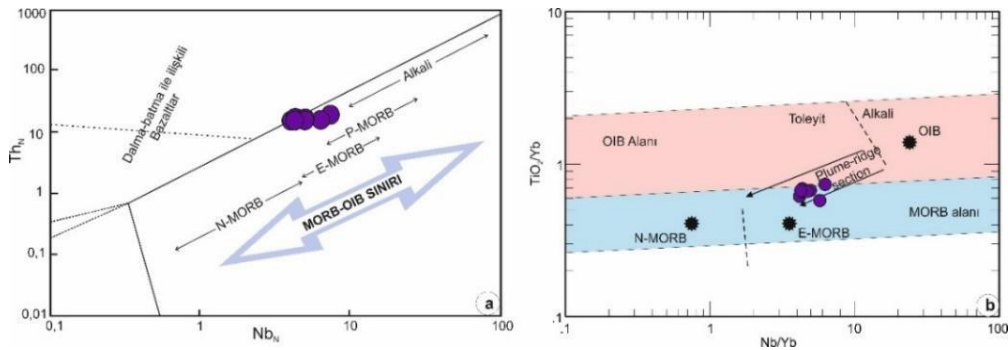 1000
100
10
1
0,1
0,01
Th_N
0,1
1
10
100
Nb_N
Dalma-batma ile ilişkili
Bazaltlar
Alkali
P-MORB
E-MORB
N-MORB
MORB-OIB SINIRI
a
10
1
.1
TiO₂/Yb
.1
1
10
100
Nb/Yb
OIB Alanı
Toleyit
Alkali
OIB
Plume-ridge
section
MORB alanı
N-MORB
E-MORB
b